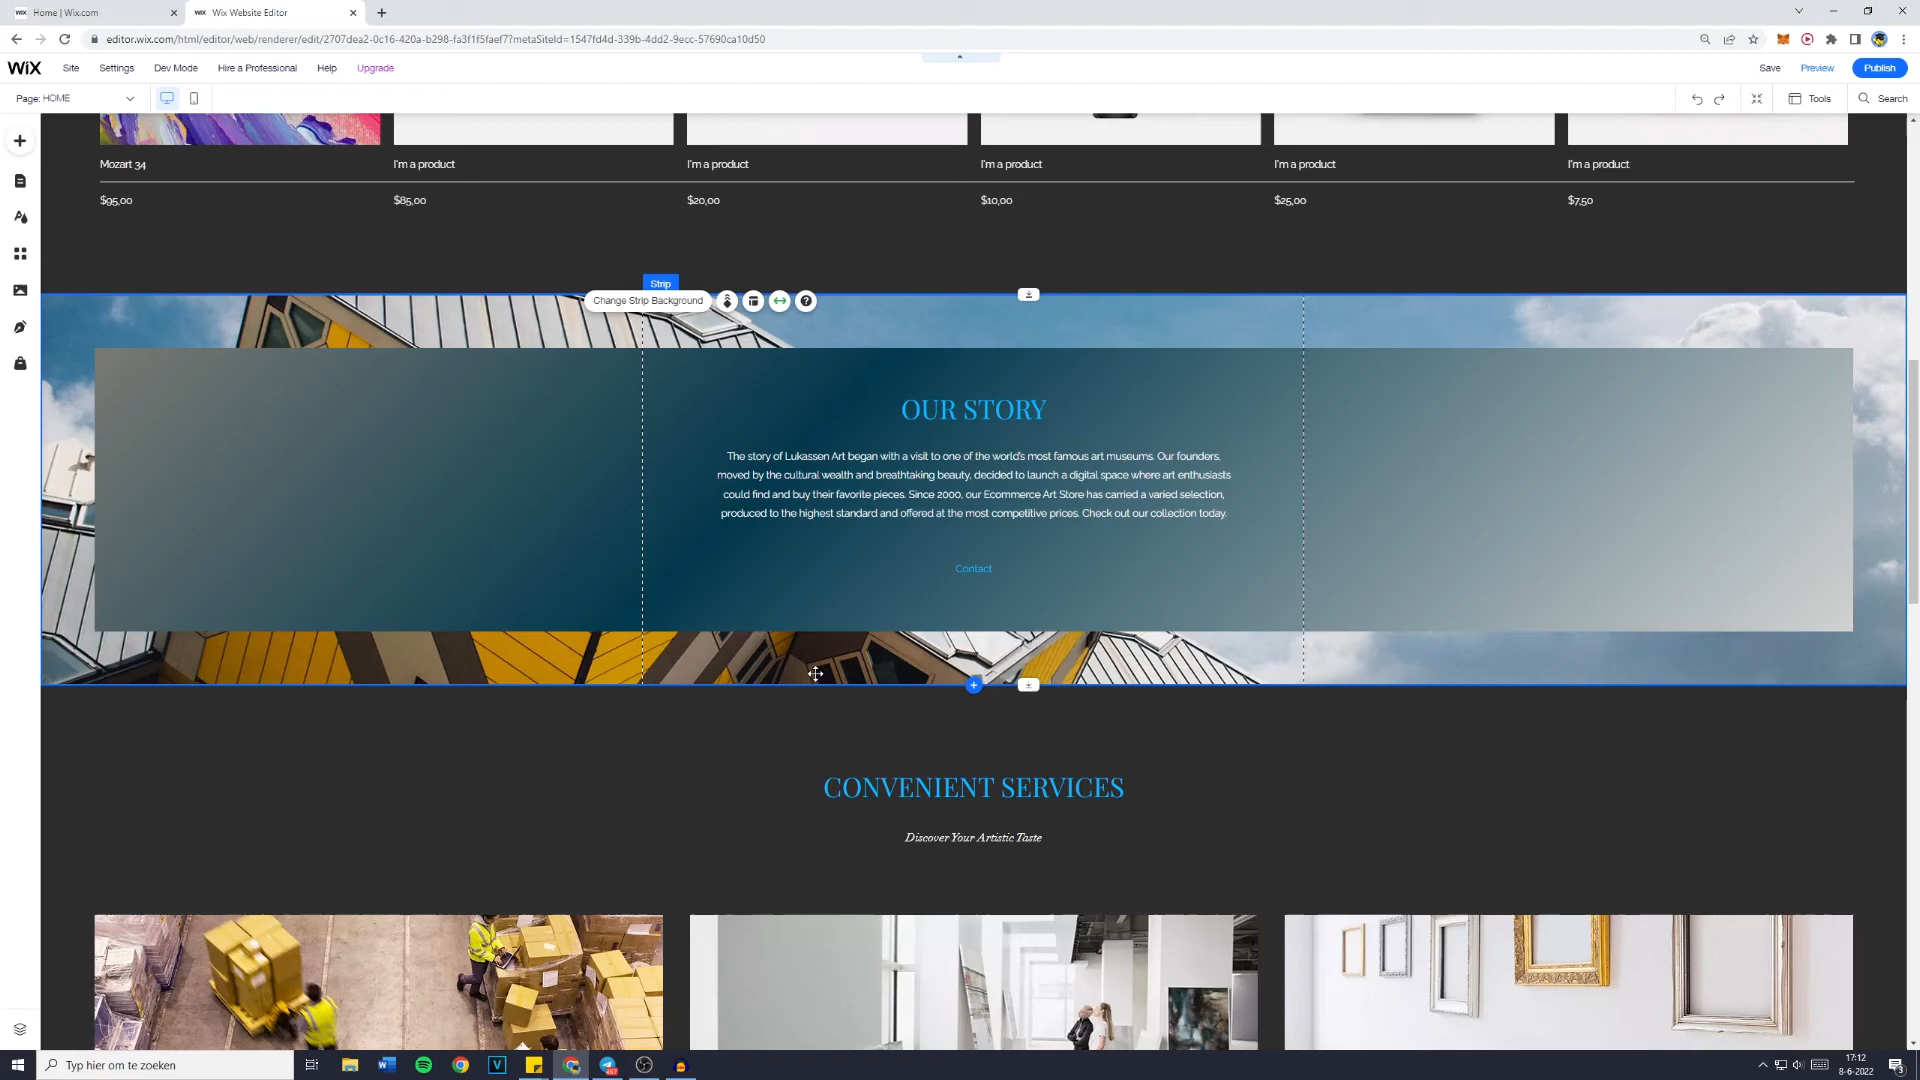 Home | Wix.com
Wix Website Editor
editor.wix.com/html/editor/web/renderer/edit/2707dea2-0c16-420a-b298-fa3f1f5faef7?metaSiteId=1547fd4d-339b-4dd2-9ecc-57690ca10d50
WiX Site Settings Dev Mode Hire a Professional Help Upgrade Save Preview Publish
Page: HOME Tools Search
Mozart 34 I'm a product I'm a product I'm a product I'm a product I'm a product
$95,00 $85,00 $20,00 $10,00 $25,00 $7,50
Strip
Change Strip Background
OUR STORY
The story of Lukassen Art began with a visit to one of the world's most famous art museums. Our founders,
moved by the cultural wealth and breathtaking beauty, decided to launch a digital space where art enthusiasts
could find and buy their favorite pieces. Since 2000, our Ecommerce Art Store has carried a varied selection,
produced to the highest standard and offered at the most competitive prices. Check out our collection today.
Contact
CONVENIENT SERVICES
Discover Your Artistic Taste
Typ hier om te zoeken
17:12
8-6-2022